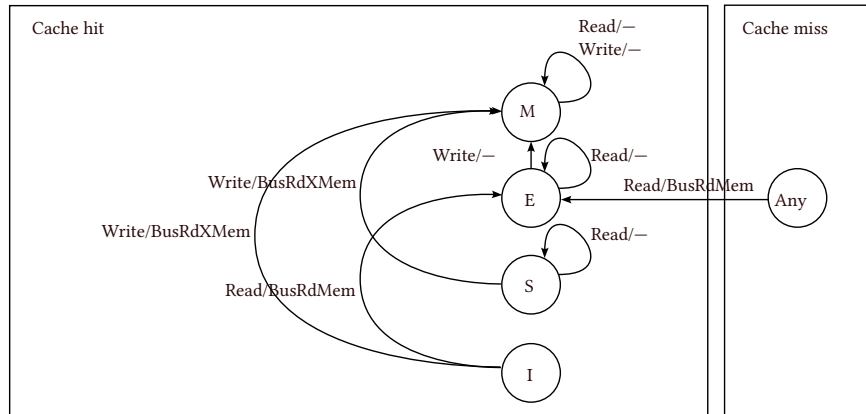 Cache hit
Cache miss
Read/—
Write/—
M
Write/—
Read/—
Write/BusRdXMem
Read/BusRdMem
E
Any
Write/BusRdXMem
Read/—
Read/BusRdMem
S
I